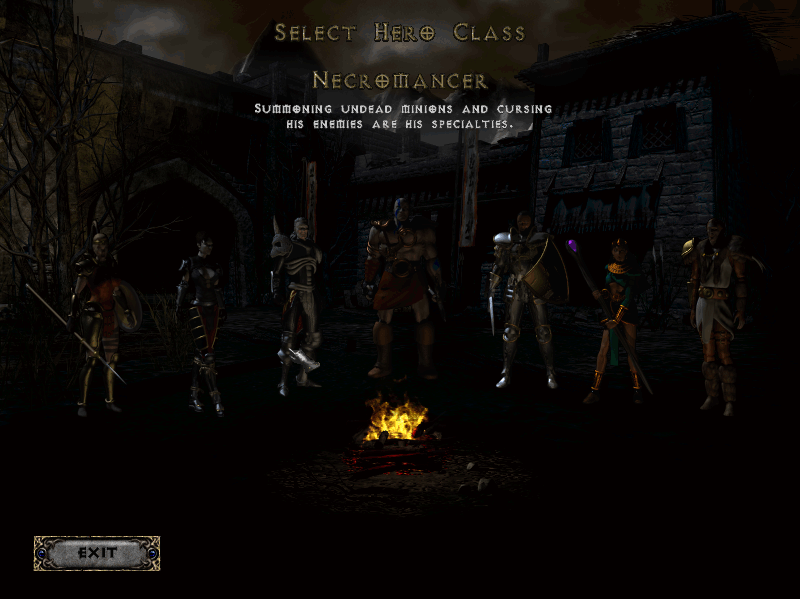 Select Hero Class
Necromancer
Summoning undead minions and cursing
his enemies are his specialties.
EXIT